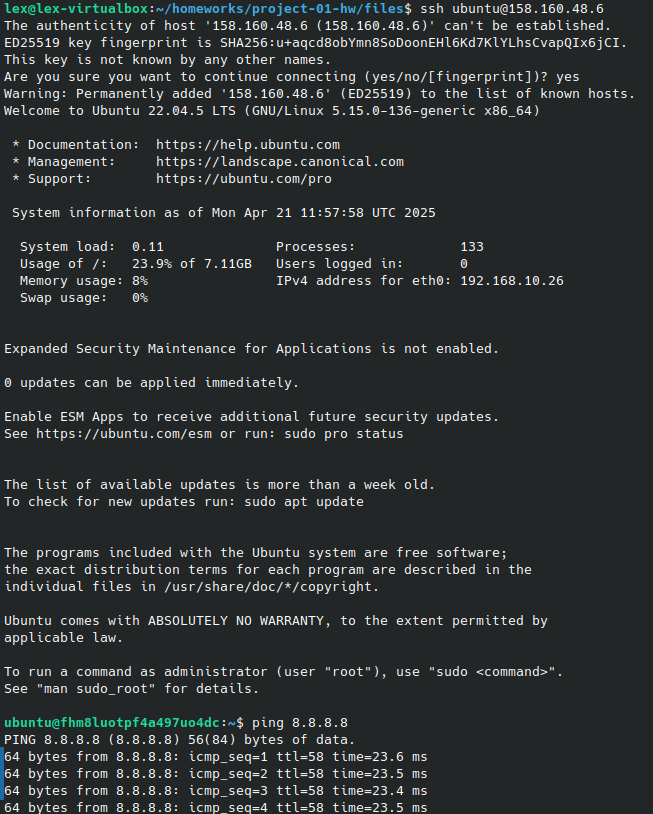 lex@lex-virtualbox:~/homeworks/project-01-hw/files$ ssh ubuntu@158.160.48.6
The authenticity of host '158.160.48.6 (158.160.48.6)' can't be established.
ED25519 key fingerprint is SHA256:u+aqcd8obYmn8SoDoonEHl6Kd7KlYLhsCvapQIx6jCI.
This key is not known by any other names.
Are you sure you want to continue connecting (yes/no/[fingerprint])? yes
Warning: Permanently added '158.160.48.6' (ED25519) to the list of known hosts.
Welcome to Ubuntu 22.04.5 LTS (GNU/Linux 5.15.0-136-generic x86_64)
* Documentation:  https://help.ubuntu.com
* Management:     https://landscape.canonical.com
* Support:        https://ubuntu.com/pro
System information as of Mon Apr 21 11:57:58 UTC 2025
System load:  0.11              Processes:             133
Usage of /:   23.9% of 7.11GB   Users logged in:       0
Memory usage: 8%                IPv4 address for eth0: 192.168.10.26
Swap usage:   0%
Expanded Security Maintenance for Applications is not enabled.
0 updates can be applied immediately.
Enable ESM Apps to receive additional future security updates.
See https://ubuntu.com/esm or run: sudo pro status
The list of available updates is more than a week old.
To check for new updates run: sudo apt update
The programs included with the Ubuntu system are free software;
the exact distribution terms for each program are described in the
individual files in /usr/share/doc/*/copyright.
Ubuntu comes with ABSOLUTELY NO WARRANTY, to the extent permitted by
applicable law.
To run a command as administrator (user "root"), use "sudo <command>".
See "man sudo_root" for details.
ubuntu@fhm8luotpf4a497uo4dc:~$ ping 8.8.8.8
PING 8.8.8.8 (8.8.8.8) 56(84) bytes of data.
64 bytes from 8.8.8.8: icmp_seq=1 ttl=58 time=23.6 ms
64 bytes from 8.8.8.8: icmp_seq=2 ttl=58 time=23.5 ms
64 bytes from 8.8.8.8: icmp_seq=3 ttl=58 time=23.4 ms
64 bytes from 8.8.8.8: icmp_seq=4 ttl=58 time=23.5 ms